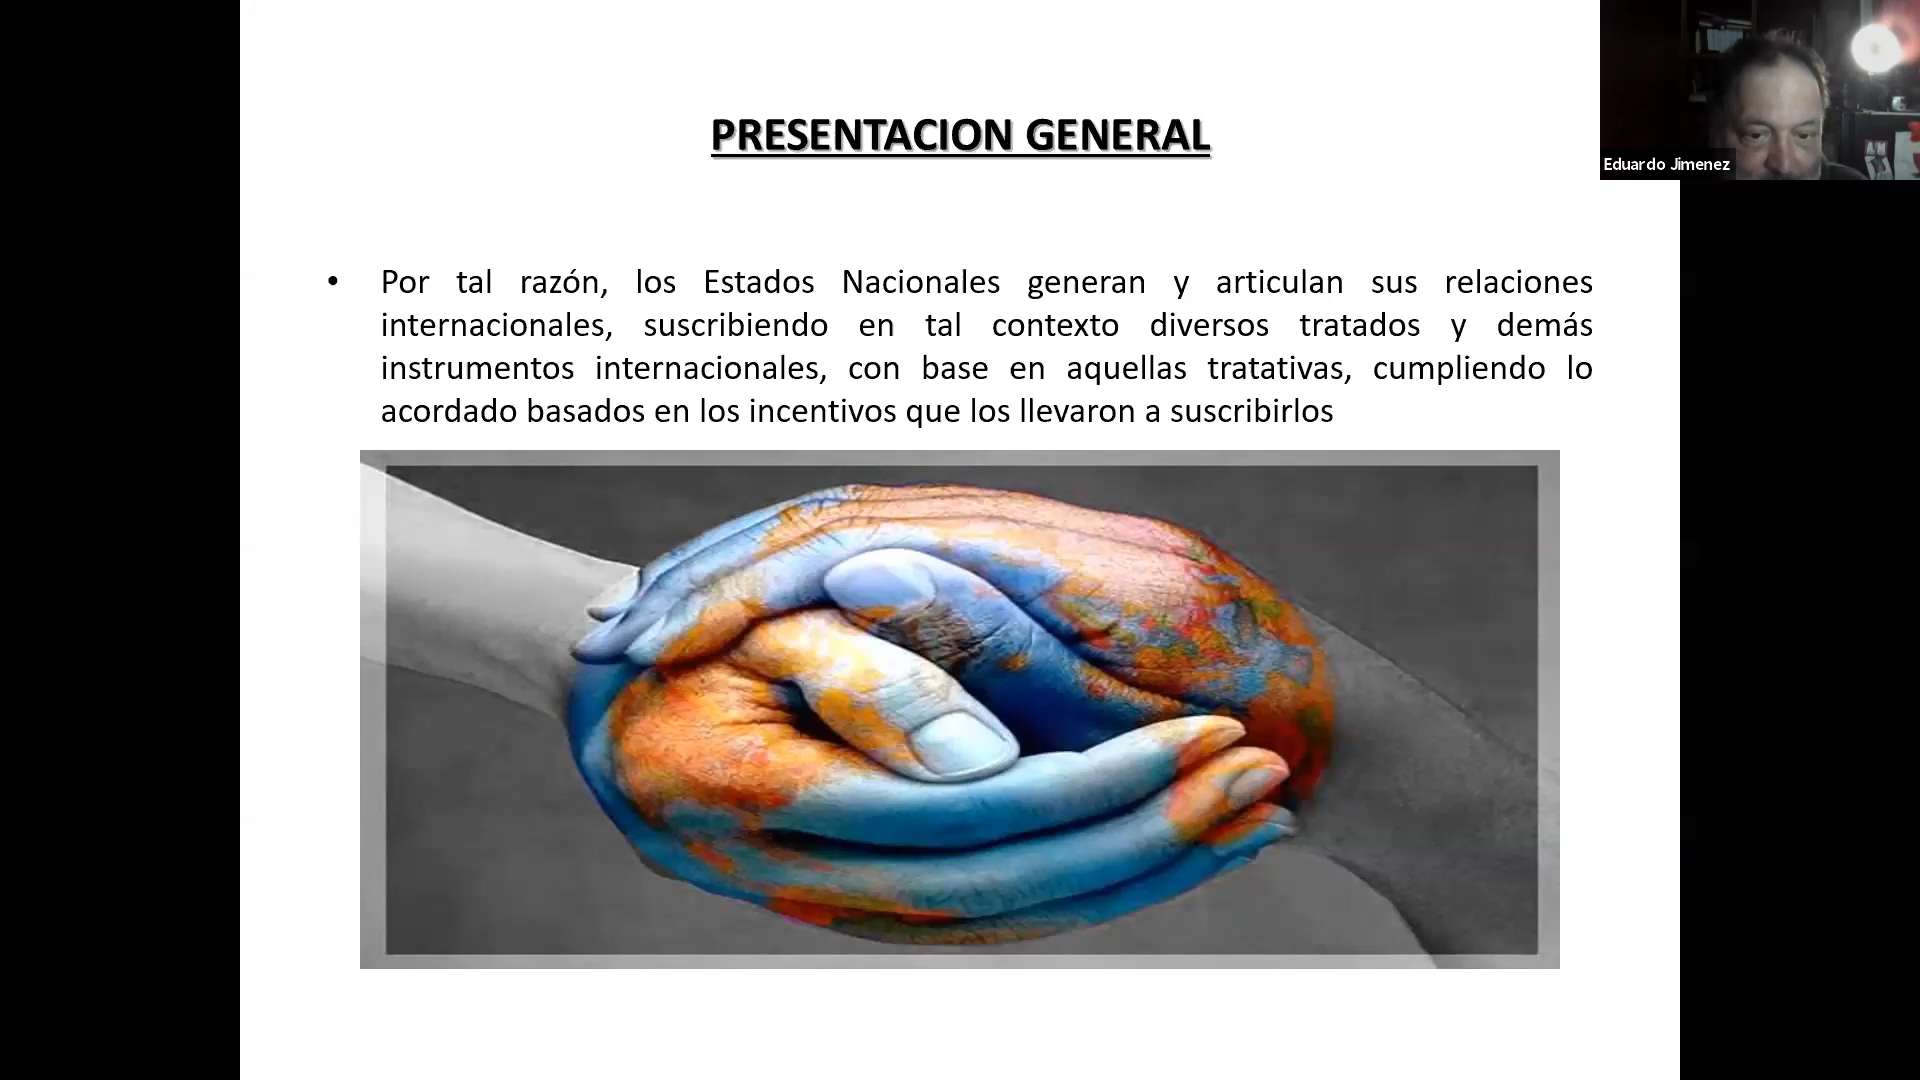 PRESENTACION GENERAL
Eduardo Jimenez
• Por tal razón, los Estados Nacionales generan y articulan sus relaciones
internacionales, suscribiendo en tal contexto diversos tratados y demás
instrumentos internacionales, con base en aquellas tratativas, cumpliendo lo
acordado basados en los incentivos que los llevaron a suscribirlos